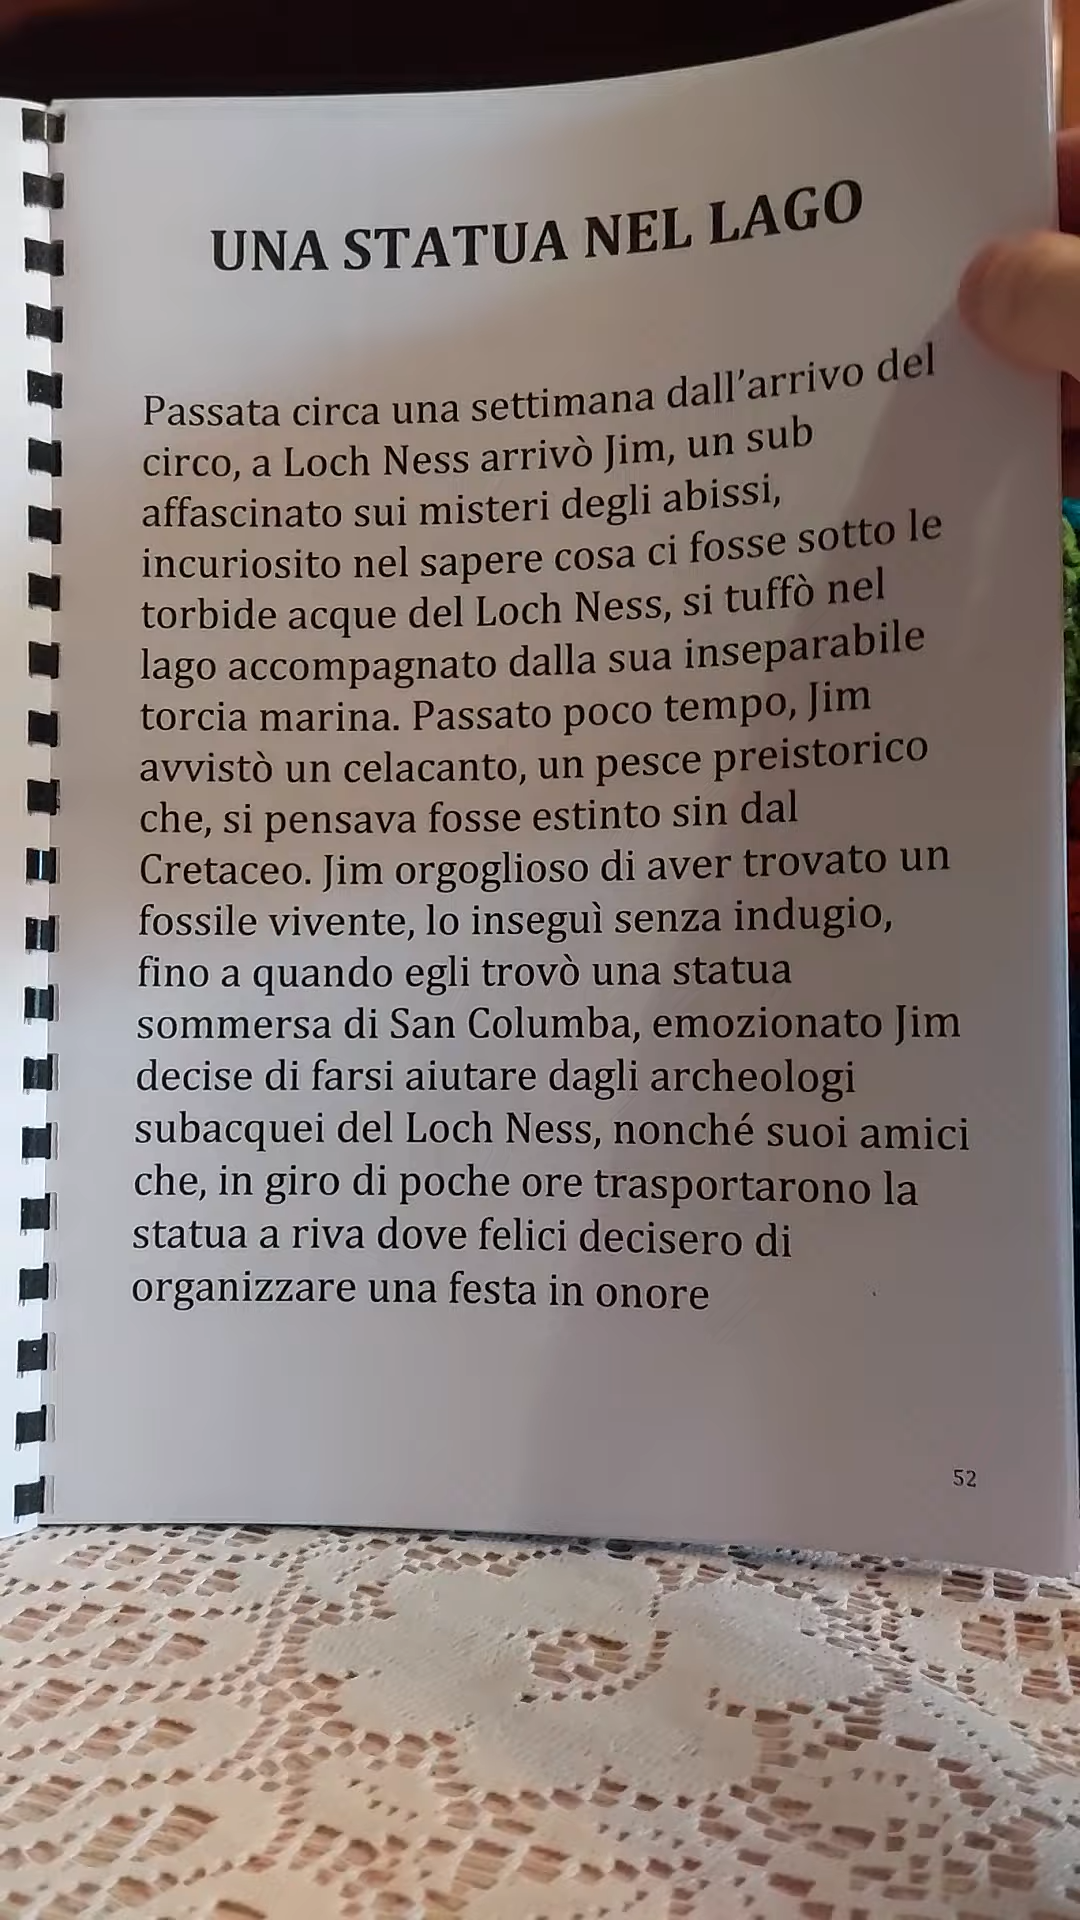 UNA STATUA NEL LAGO
Passata circa una settimana dall'arrivo del
circo, a Loch Ness arrivò Jim, un sub
affascinato sui misteri degli abissi,
incuriosito nel sapere cosa ci fosse sotto le
torbide acque del Loch Ness, si tuffò nel
lago accompagnato dalla sua inseparabile
torcia marina. Passato poco tempo, Jim
avvistò un celacanto, un pesce preistorico
che, si pensava fosse estinto sin dal
Cretaceo. Jim orgoglioso di aver trovato un
fossile vivente, lo inseguì senza indugio,
fino a quando egli trovò una statua
sommersa di San Columba, emozionato Jim
decise di farsi aiutare dagli archeologi
subacquei del Loch Ness, nonché suoi amici
che, in giro di poche ore trasportarono la
statua a riva dove felici decisero di
organizzare una festa in onore
52